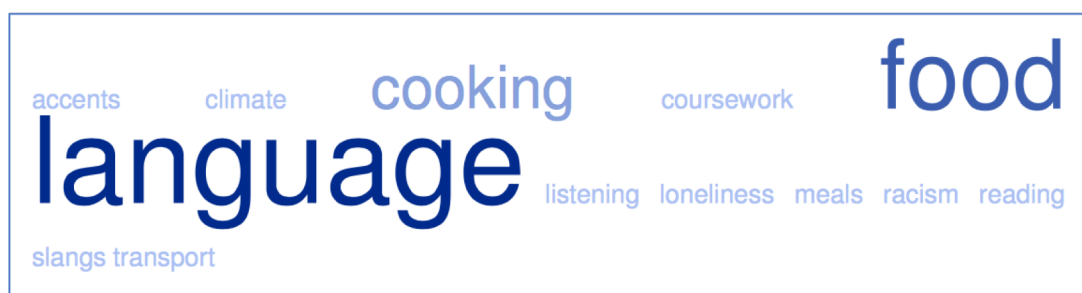 accents climate cooking coursework food
language listening loneliness meals racism reading
slangs transport